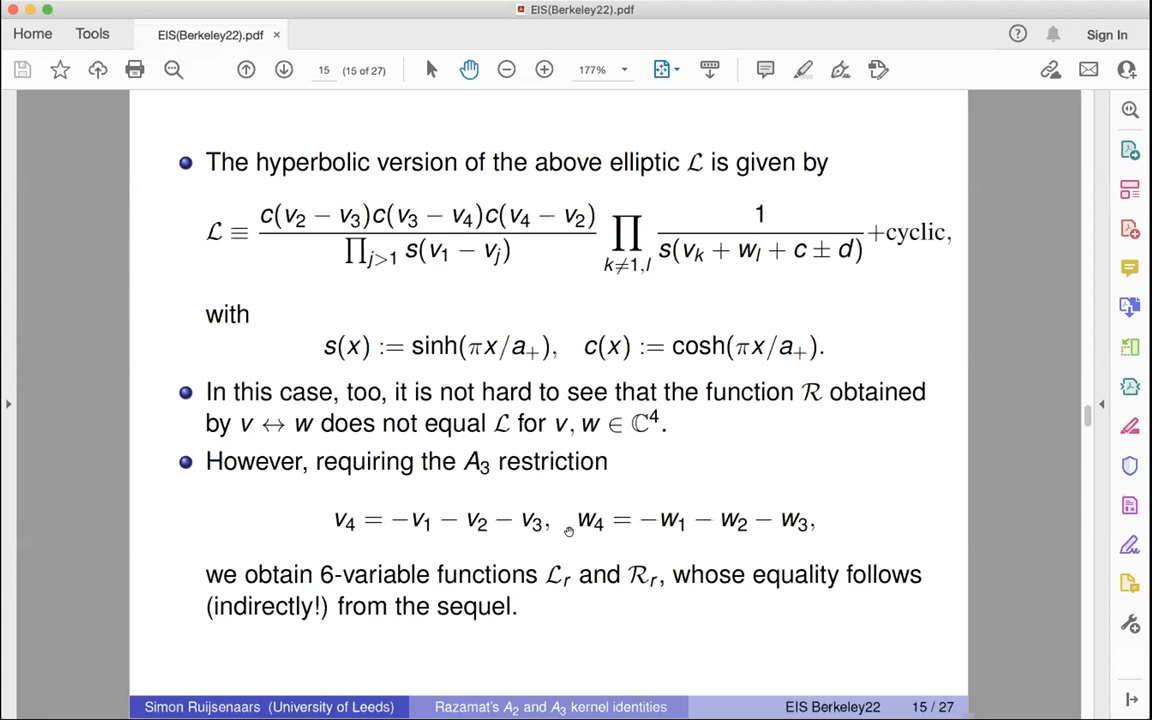 EIS(Berkeley22).pdf
Home Tools EIS(Berkeley22).pdf × Sign In
15 (15 of 27) 177%
The hyperbolic version of the above elliptic ℒ is given by
ℒ ≡ c(v₂ − v₃)c(v₃ − v₄)c(v₄ − v₂) / ∏_{j>1} s(v₁ − v_j) ∏_{k≠1,l} 1 / s(v_k + w_l + c ± d) +cyclic,
with
s(x) := sinh(πx/a₊), c(x) := cosh(πx/a₊).
In this case, too, it is not hard to see that the function ℛ obtained
by v ↔ w does not equal ℒ for v, w ∈ ℂ⁴.
However, requiring the A₃ restriction
v₄ = −v₁ − v₂ − v₃, w₄ = −w₁ − w₂ − w₃,
we obtain 6-variable functions ℒ_r and ℛ_r, whose equality follows
(indirectly!) from the sequel.
Simon Ruijsenaars (University of Leeds) Razamat's A₂ and A₃ kernel identities EIS Berkeley22 15 / 27